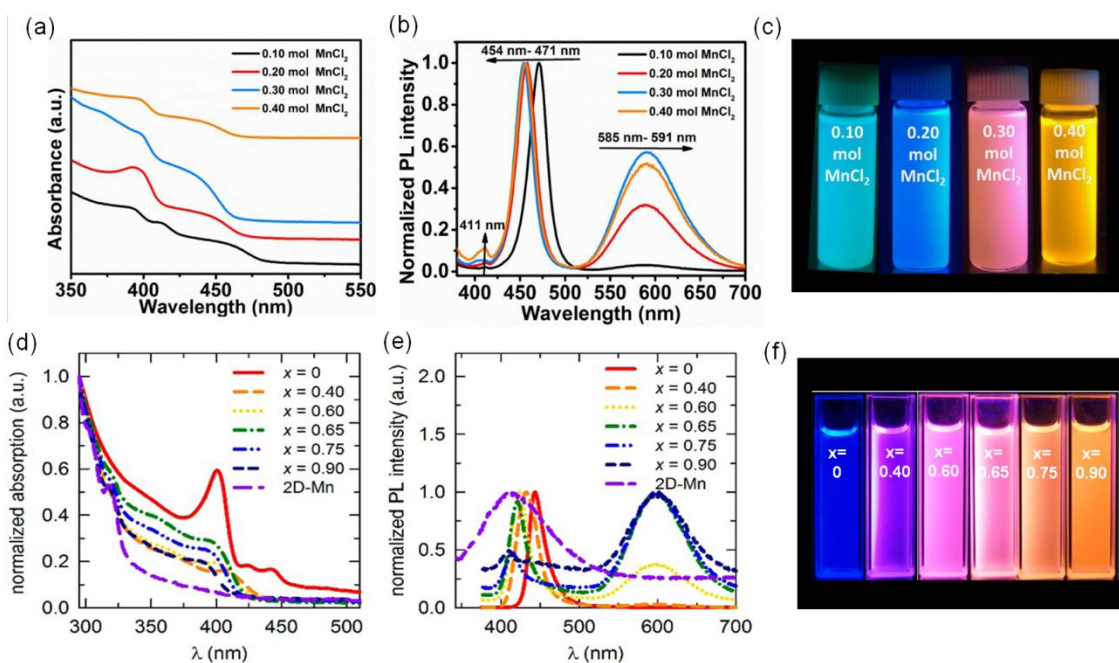 (a)
0.10 mol MnCl₂
0.20 mol MnCl₂
0.30 mol MnCl₂
0.40 mol MnCl₂
Absorbance (a.u.)
350 400 450 500 550
Wavelength (nm)
(b)
454 nm- 471 nm
0.10 mol MnCl₂
0.20 mol MnCl₂
0.30 mol MnCl₂
0.40 mol MnCl₂
585 nm- 591 nm
411 nm
Normalized PL intensity
1.0
0.8
0.6
0.4
0.2
0.0
400 450 500 550 600 650 700
Wavelength (nm)
(c)
0.10 mol MnCl₂
0.20 mol MnCl₂
0.30 mol MnCl₂
0.40 mol MnCl₂
(d)
x = 0
x = 0.40
x = 0.60
x = 0.65
x = 0.75
x = 0.90
2D-Mn
normalized absorption (a.u.)
1.0
0.8
0.6
0.4
0.2
0.0
300 350 400 450 500
λ (nm)
(e)
x = 0
x = 0.40
x = 0.60
x = 0.65
x = 0.75
x = 0.90
2D-Mn
normalized PL intensity (a.u.)
2.0
1.5
1.0
0.5
0.0
400 500 600 700
λ (nm)
(f)
x= 0
x= 0.40
x= 0.60
x= 0.65
x= 0.75
x= 0.90